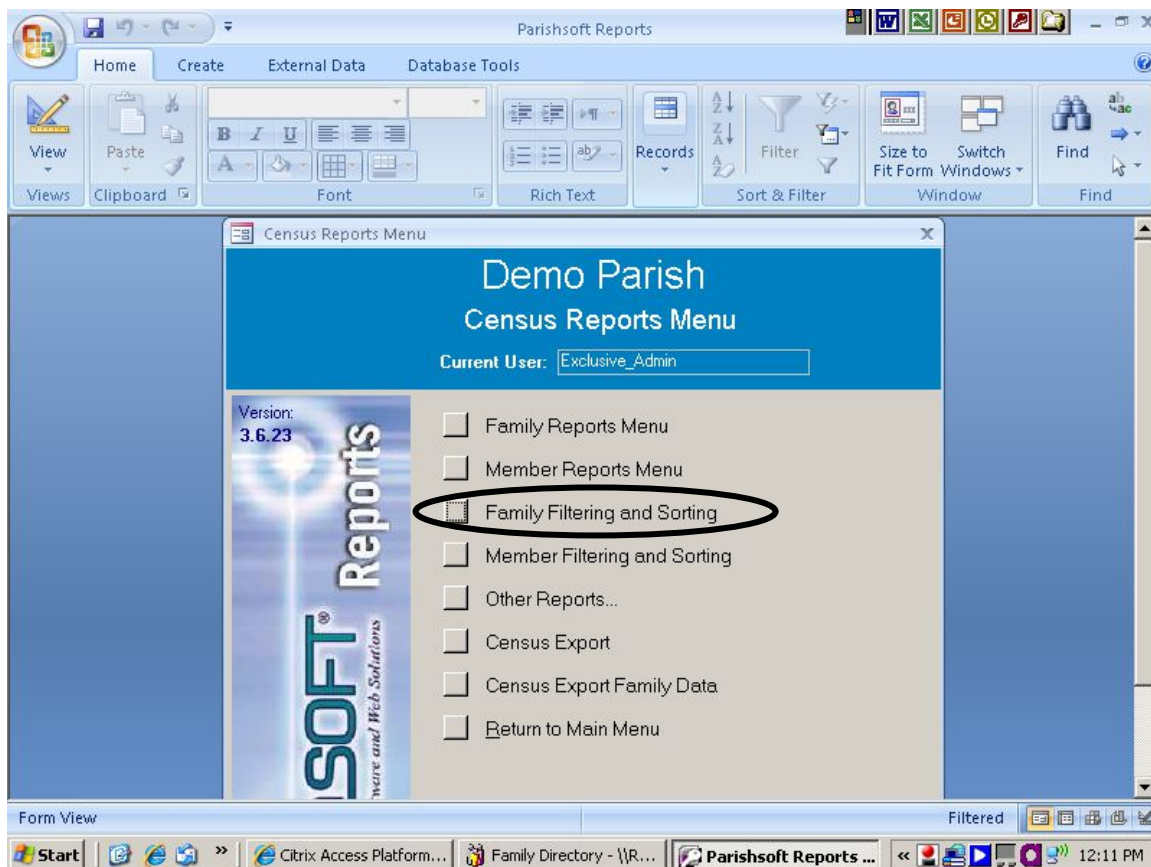 Parishsoft Reports
Home Create External Data Database Tools
View Paste B I U Records Filter Size to Fit Form Switch Windows Find
Views Clipboard Font Rich Text Sort & Filter Window Find
Census Reports Menu
Demo Parish
Census Reports Menu
Current User: Exclusive_Admin
Version:
3.6.23
Reports
SOFT®
ware and Web Solutions
Family Reports Menu
Member Reports Menu
Family Filtering and Sorting
Member Filtering and Sorting
Other Reports...
Census Export
Census Export Family Data
Return to Main Menu
Form View Filtered
Start Citrix Access Platform... Family Directory - \\R... Parishsoft Reports ... 12:11 PM